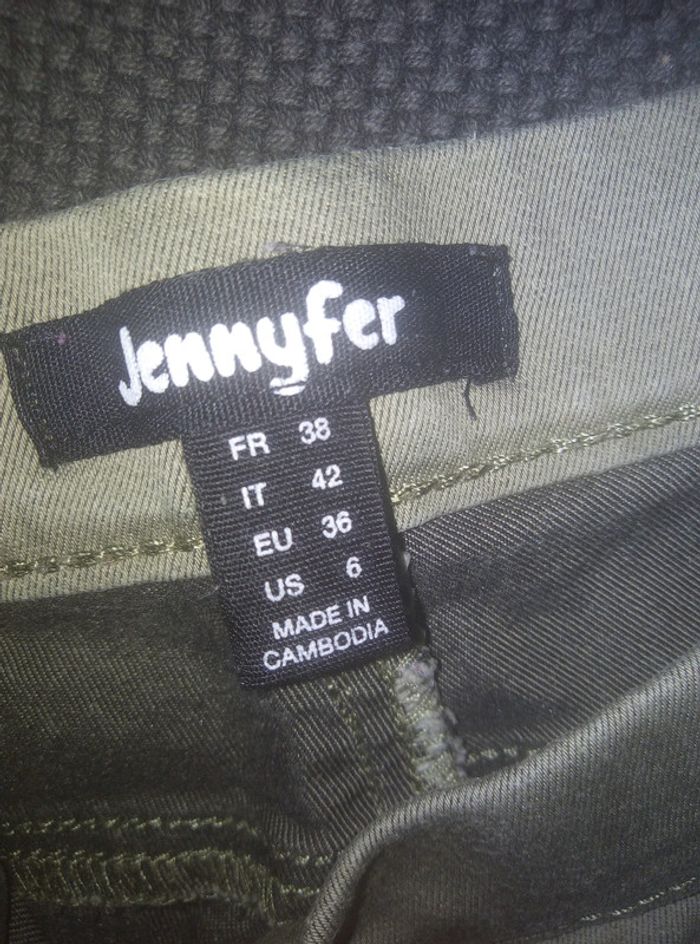 Jennyfer
FR 38
IT 42
EU 36
US 6
MADE IN
CAMBODIA